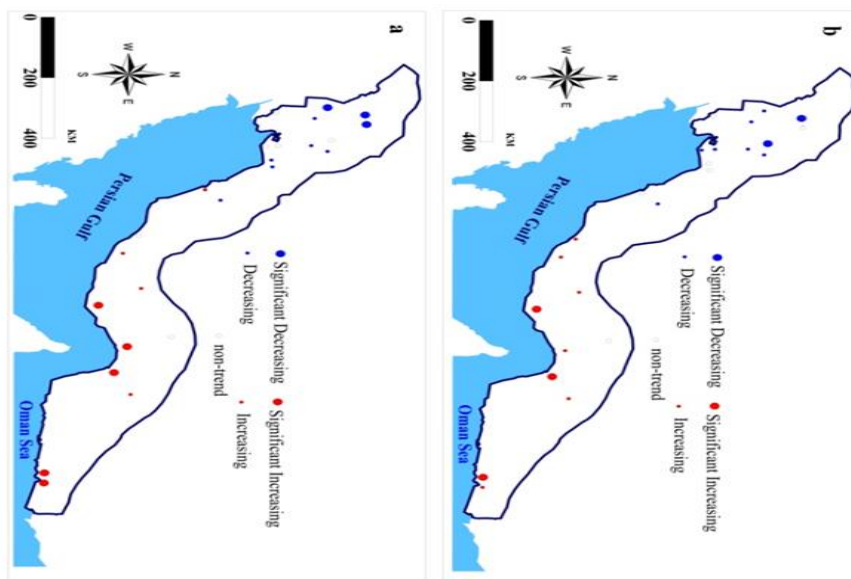 a
Significant Decreasing
Significant Increasing
Decreasing
Increasing
non-trend
N
W
E
S
Persian Gulf
KM
0 200 400
Oman Sea
b
Significant Decreasing
Significant Increasing
Decreasing
Increasing
non-trend
N
W
E
S
Persian Gulf
KM
0 200 400
Oman Sea